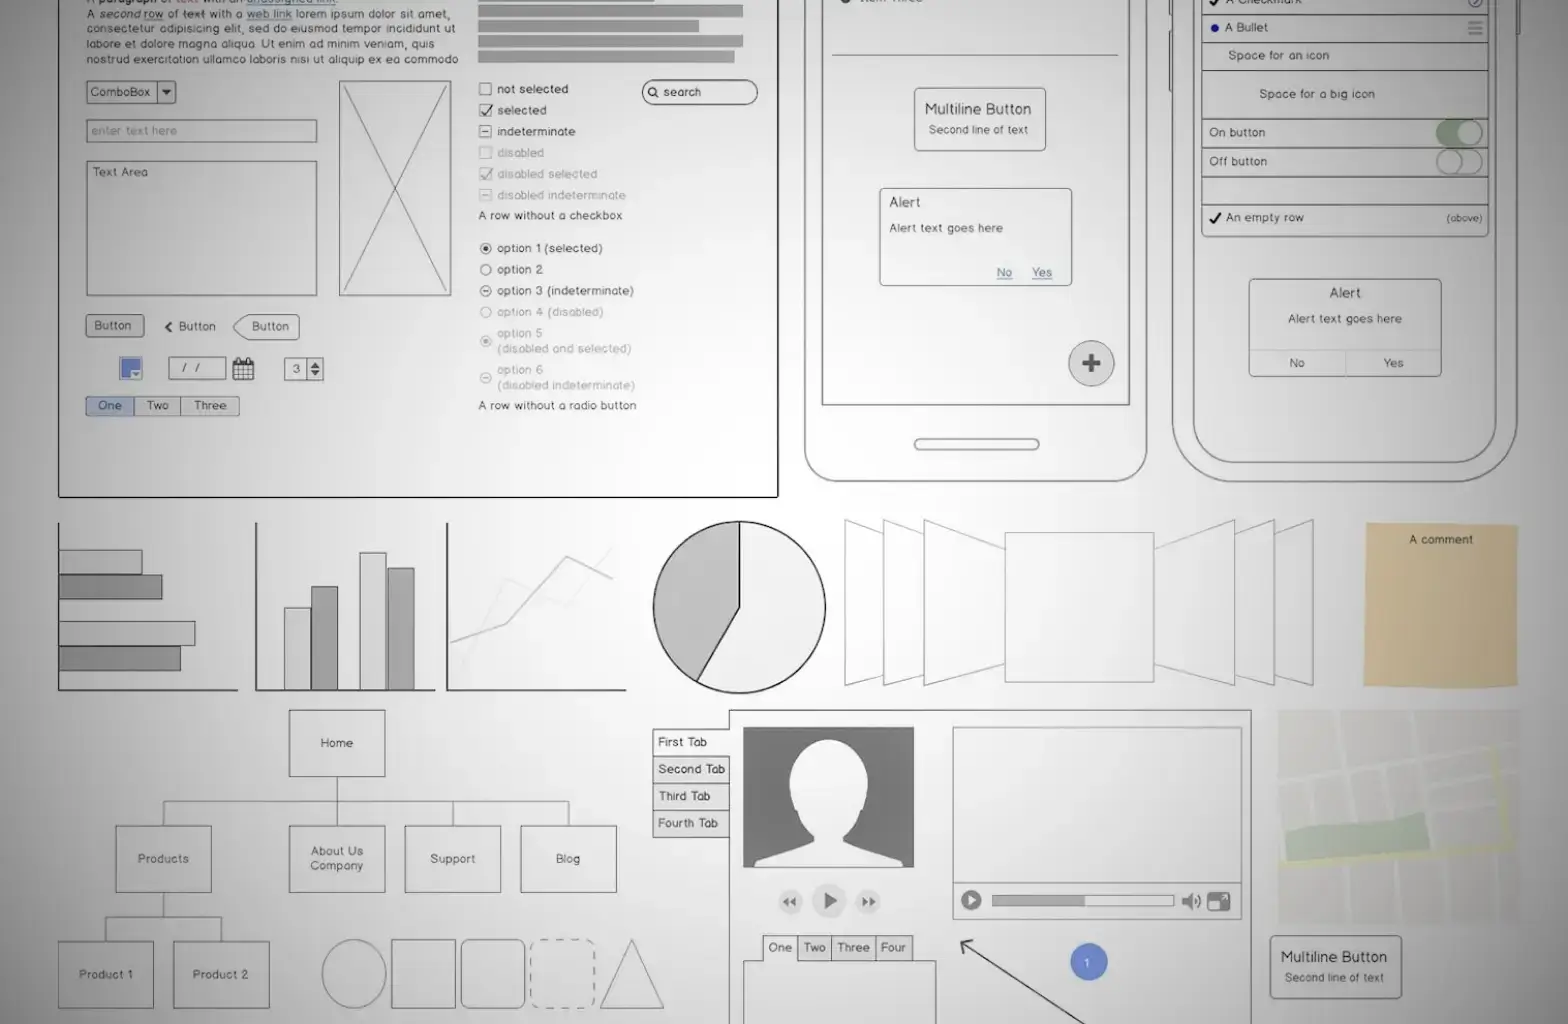 A paragraph of text with an unassigned link.
A second row of text with a web link lorem ipsum dolor sit amet,
consectetur adipisicing elit, sed do eiusmod tempor incididunt ut
labore et dolore magna aliqua. Ut enim ad minim veniam, quis
nostrud exercitation ullamco laboris nisi ut aliquip ex ea commodo
ComboBox
enter text here
Text Area
Button
Button
Button
/ /
3
One
Two
Three
not selected
selected
indeterminate
disabled
disabled selected
disabled indeterminate
A row without a checkbox
option 1 (selected)
option 2
option 3 (indeterminate)
option 4 (disabled)
option 5
(disabled and selected)
option 6
(disabled indeterminate)
A row without a radio button
search
Item Three
Multiline Button
Second line of text
Alert
Alert text goes here
No Yes
A Checkmark
A Bullet
Space for an icon
Space for a big icon
On button
Off button
An empty row (above)
Alert
Alert text goes here
No Yes
A comment
Home
Products
About Us
Company
Support
Blog
Product 1
Product 2
First Tab
Second Tab
Third Tab
Fourth Tab
One
Two
Three
Four
1
Multiline Button
Second line of text